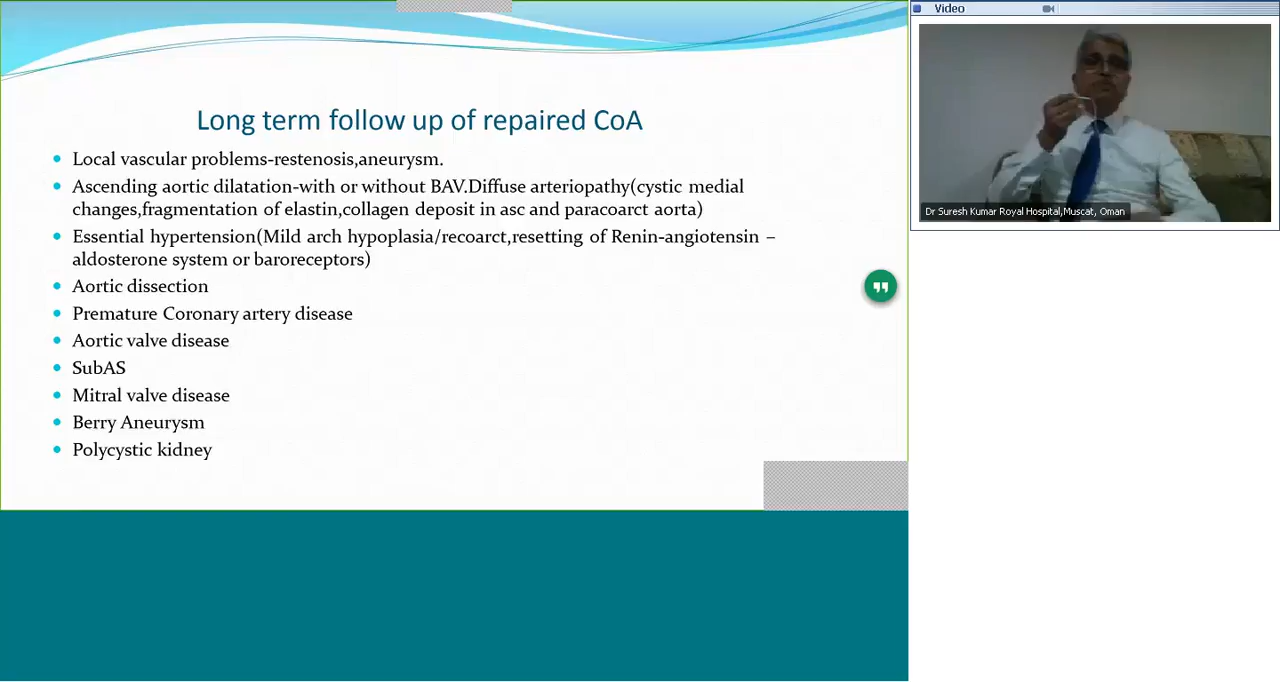 Video
Long term follow up of repaired CoA
Local vascular problems-restenosis,aneurysm.
Ascending aortic dilatation-with or without BAV.Diffuse arteriopathy(cystic medial
changes,fragmentation of elastin,collagen deposit in asc and paracoarct aorta)
Essential hypertension(Mild arch hypoplasia/recoarct,resetting of Renin-angiotensin –
aldosterone system or baroreceptors)
Aortic dissection
Premature Coronary artery disease
Aortic valve disease
SubAS
Mitral valve disease
Berry Aneurysm
Polycystic kidney
Dr Suresh Kumar Royal Hospital,Muscat, Oman